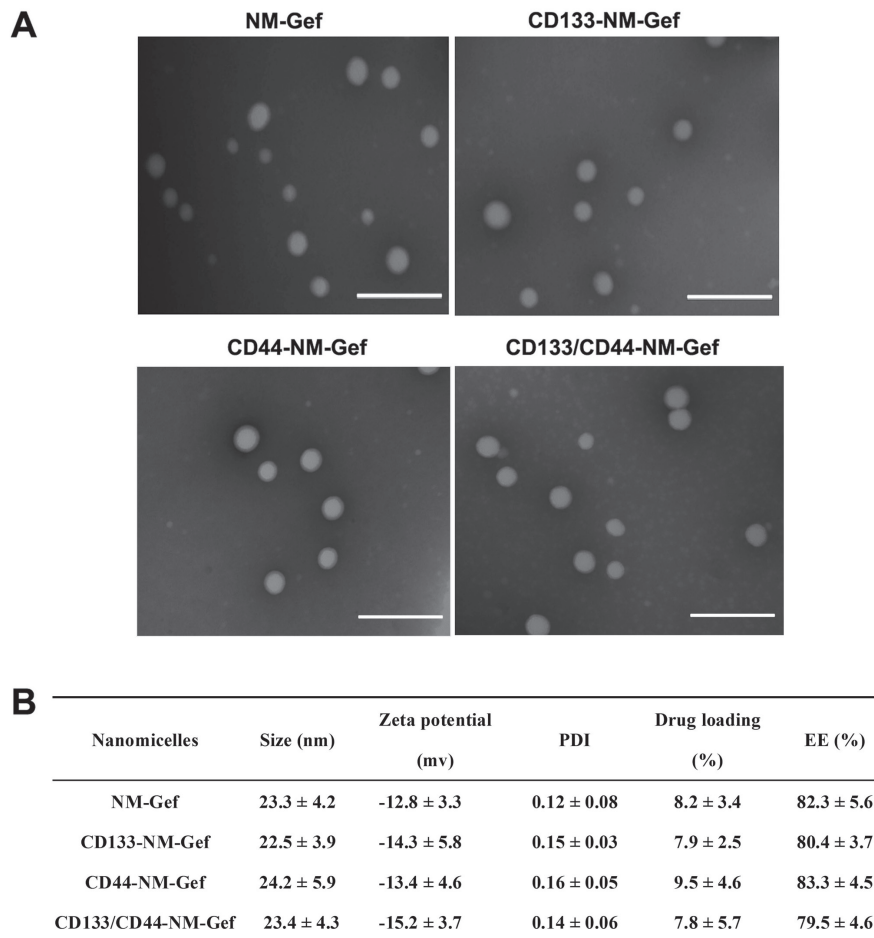 A
NM-Gef
CD133-NM-Gef
CD44-NM-Gef
CD133/CD44-NM-Gef
B
Nanomicelles Size (nm) Zeta potential (mv) PDI Drug loading (%) EE (%)
NM-Gef 23.3 ± 4.2 -12.8 ± 3.3 0.12 ± 0.08 8.2 ± 3.4 82.3 ± 5.6
CD133-NM-Gef 22.5 ± 3.9 -14.3 ± 5.8 0.15 ± 0.03 7.9 ± 2.5 80.4 ± 3.7
CD44-NM-Gef 24.2 ± 5.9 -13.4 ± 4.6 0.16 ± 0.05 9.5 ± 4.6 83.3 ± 4.5
CD133/CD44-NM-Gef 23.4 ± 4.3 -15.2 ± 3.7 0.14 ± 0.06 7.8 ± 5.7 79.5 ± 4.6